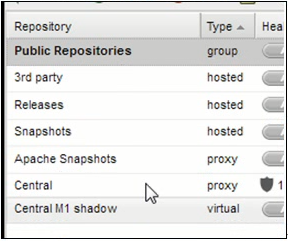 Repository Type Hea
Public Repositories group
3rd party hosted
Releases hosted
Snapshots hosted
Apache Snapshots proxy
Central proxy 1
Central M1 shadow virtual